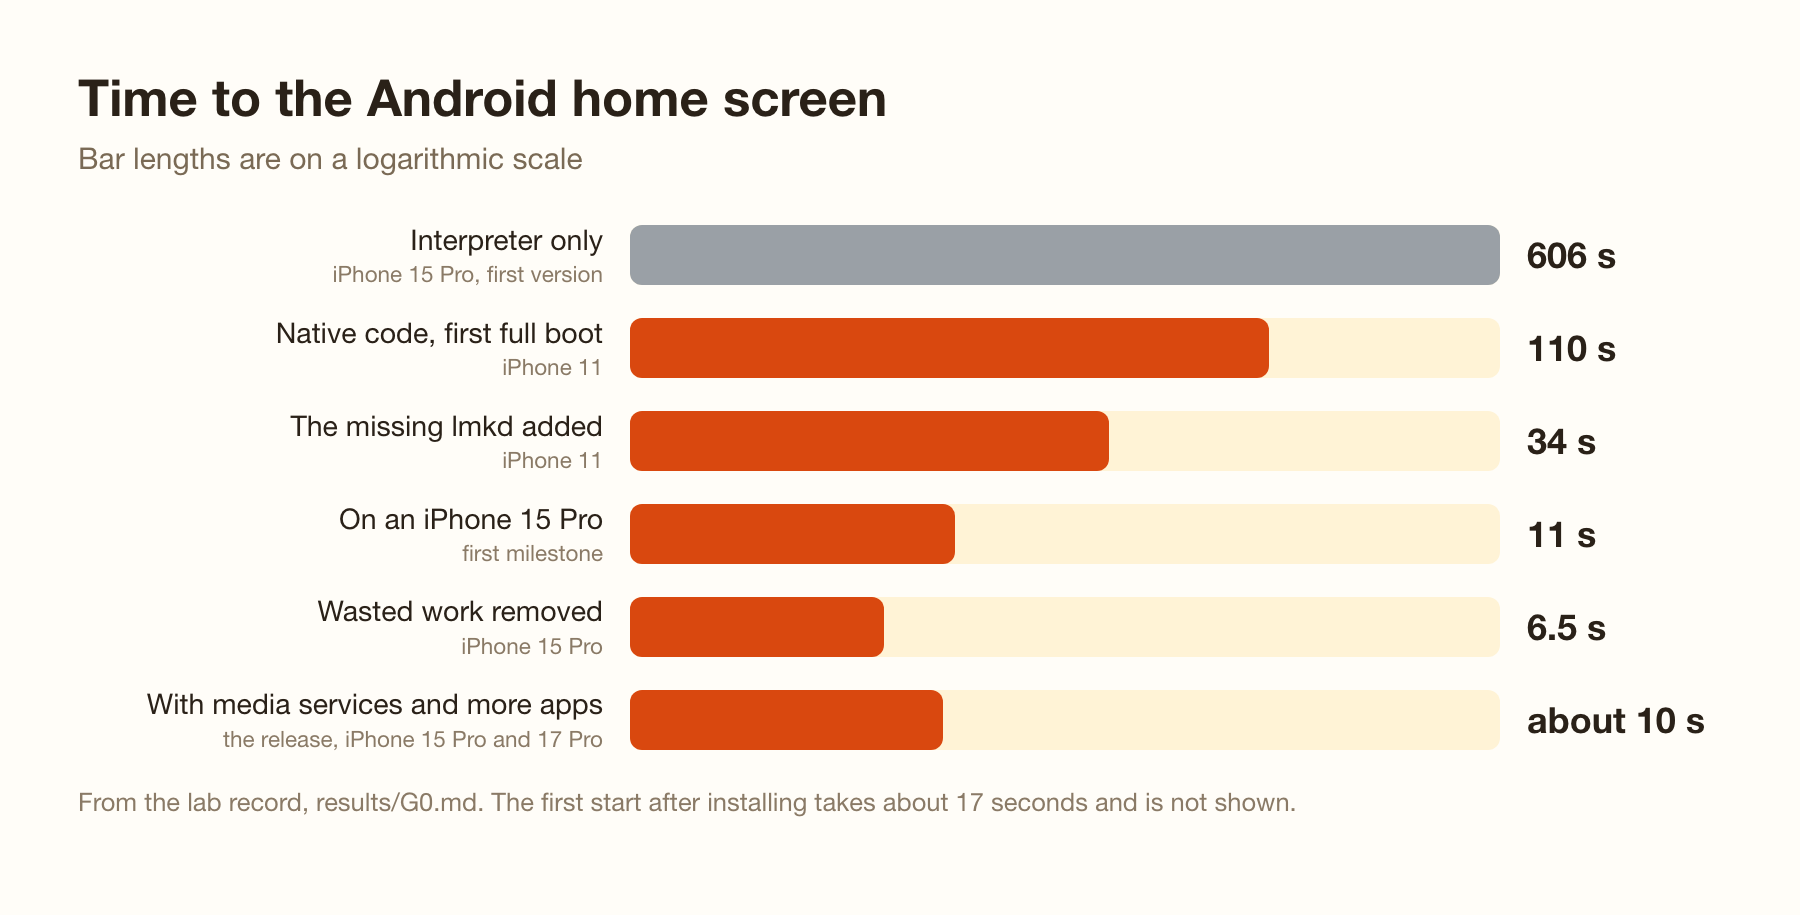 Time to the Android home screen
Bar lengths are on a logarithmic scale
Interpreter only
iPhone 15 Pro, first version
606 s
Native code, first full boot
iPhone 11
110 s
The missing lmkd added
iPhone 11
34 s
On an iPhone 15 Pro
first milestone
11 s
Wasted work removed
iPhone 15 Pro
6.5 s
With media services and more apps
the release, iPhone 15 Pro and 17 Pro
about 10 s
From the lab record, results/G0.md. The first start after installing takes about 17 seconds and is not shown.